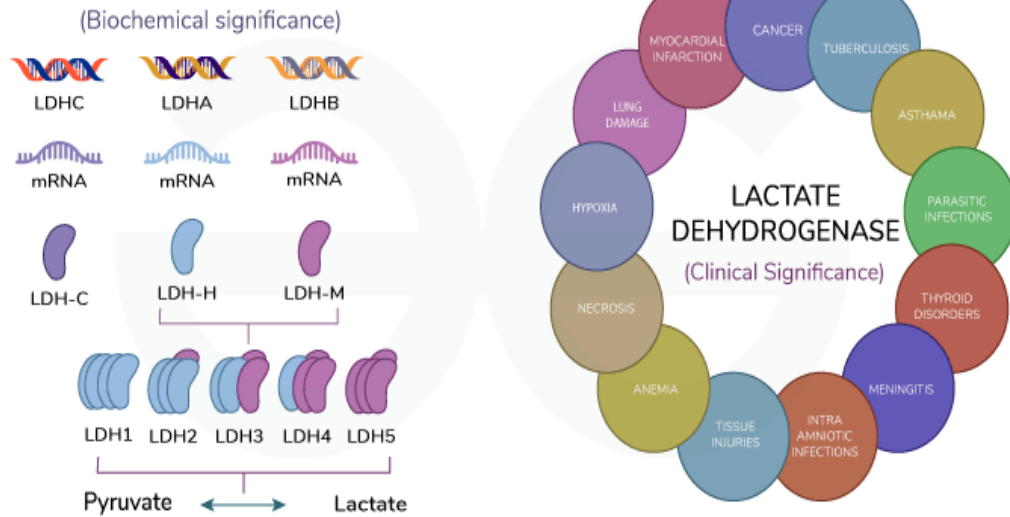 (Biochemical significance)
LDHC
LDHA
LDHB
mRNA
mRNA
mRNA
LDH-C
LDH-H
LDH-M
LDH1
LDH2
LDH3
LDH4
LDH5
Pyruvate
Lactate
CANCER
TUBERCULOSIS
ASTHAMA
PARASITIC
INFECTIONS
THYROID
DISORDERS
MENINGITIS
INTRA
AMNIOTIC
INFECTIONS
TISSUE
INJURIES
ANEMIA
NECROSIS
HYPOXIA
LUNG
DAMAGE
MYOCARDIAL
INFARCTION
LACTATE
DEHYDROGENASE
(Clinical Significance)